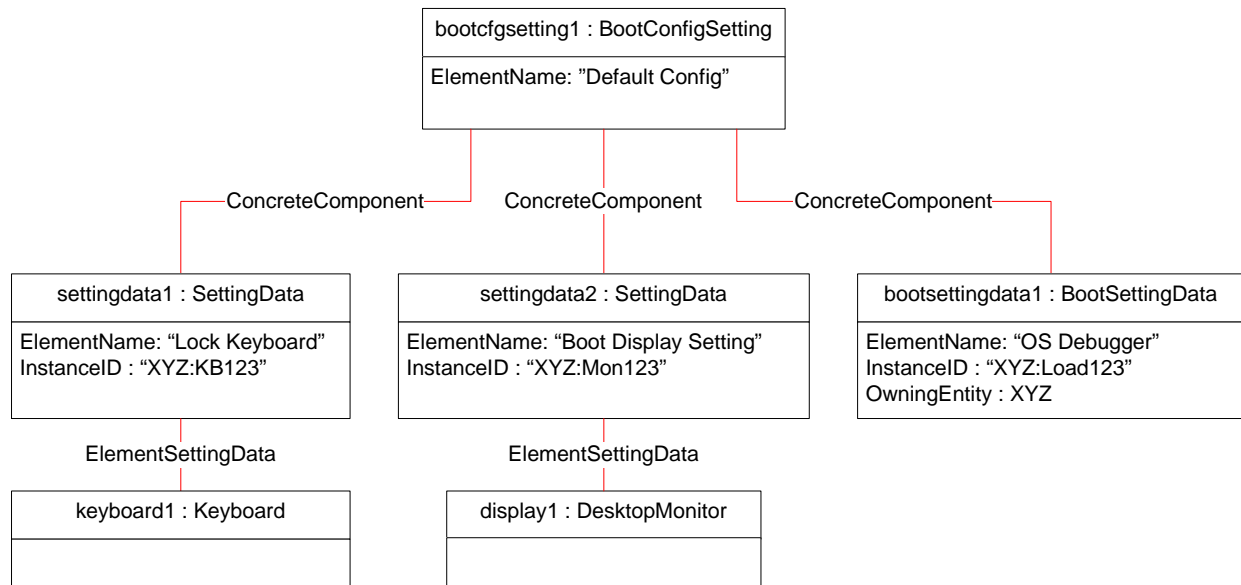 bootcfgsetting1 : BootConfigSetting
ElementName: ”Default Config”
ConcreteComponent
ConcreteComponent
ConcreteComponent
settingdata1 : SettingData
ElementName: “Lock Keyboard”
InstanceID : “XYZ:KB123”
settingdata2 : SettingData
ElementName: “Boot Display Setting”
InstanceID : “XYZ:Mon123”
bootsettingdata1 : BootSettingData
ElementName: “OS Debugger”
InstanceID : “XYZ:Load123”
OwningEntity : XYZ
ElementSettingData
ElementSettingData
keyboard1 : Keyboard
display1 : DesktopMonitor